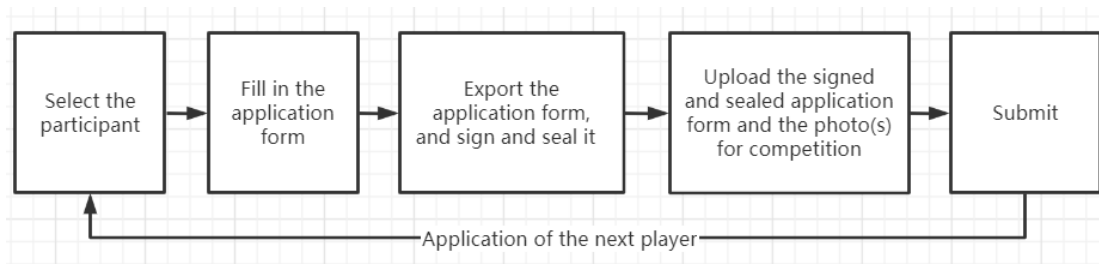 Select the
participant
Fill in the
application
form
Export the
application form,
and sign and seal it
Upload the signed
and sealed application
form and the photo(s)
for competition
Submit
Application of the next player